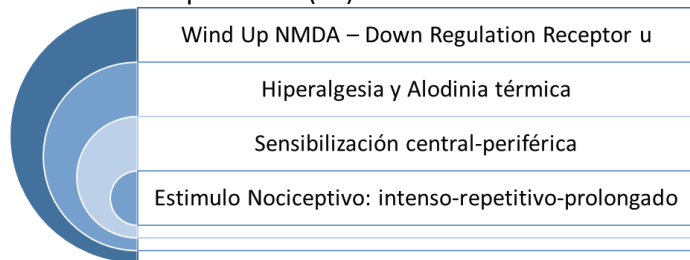 Wind Up NMDA – Down Regulation Receptor u
Hiperalgesia y Alodinia térmica
Sensibilización central-periférica
Estimulo Nociceptivo: intenso-repetitivo-prolongado